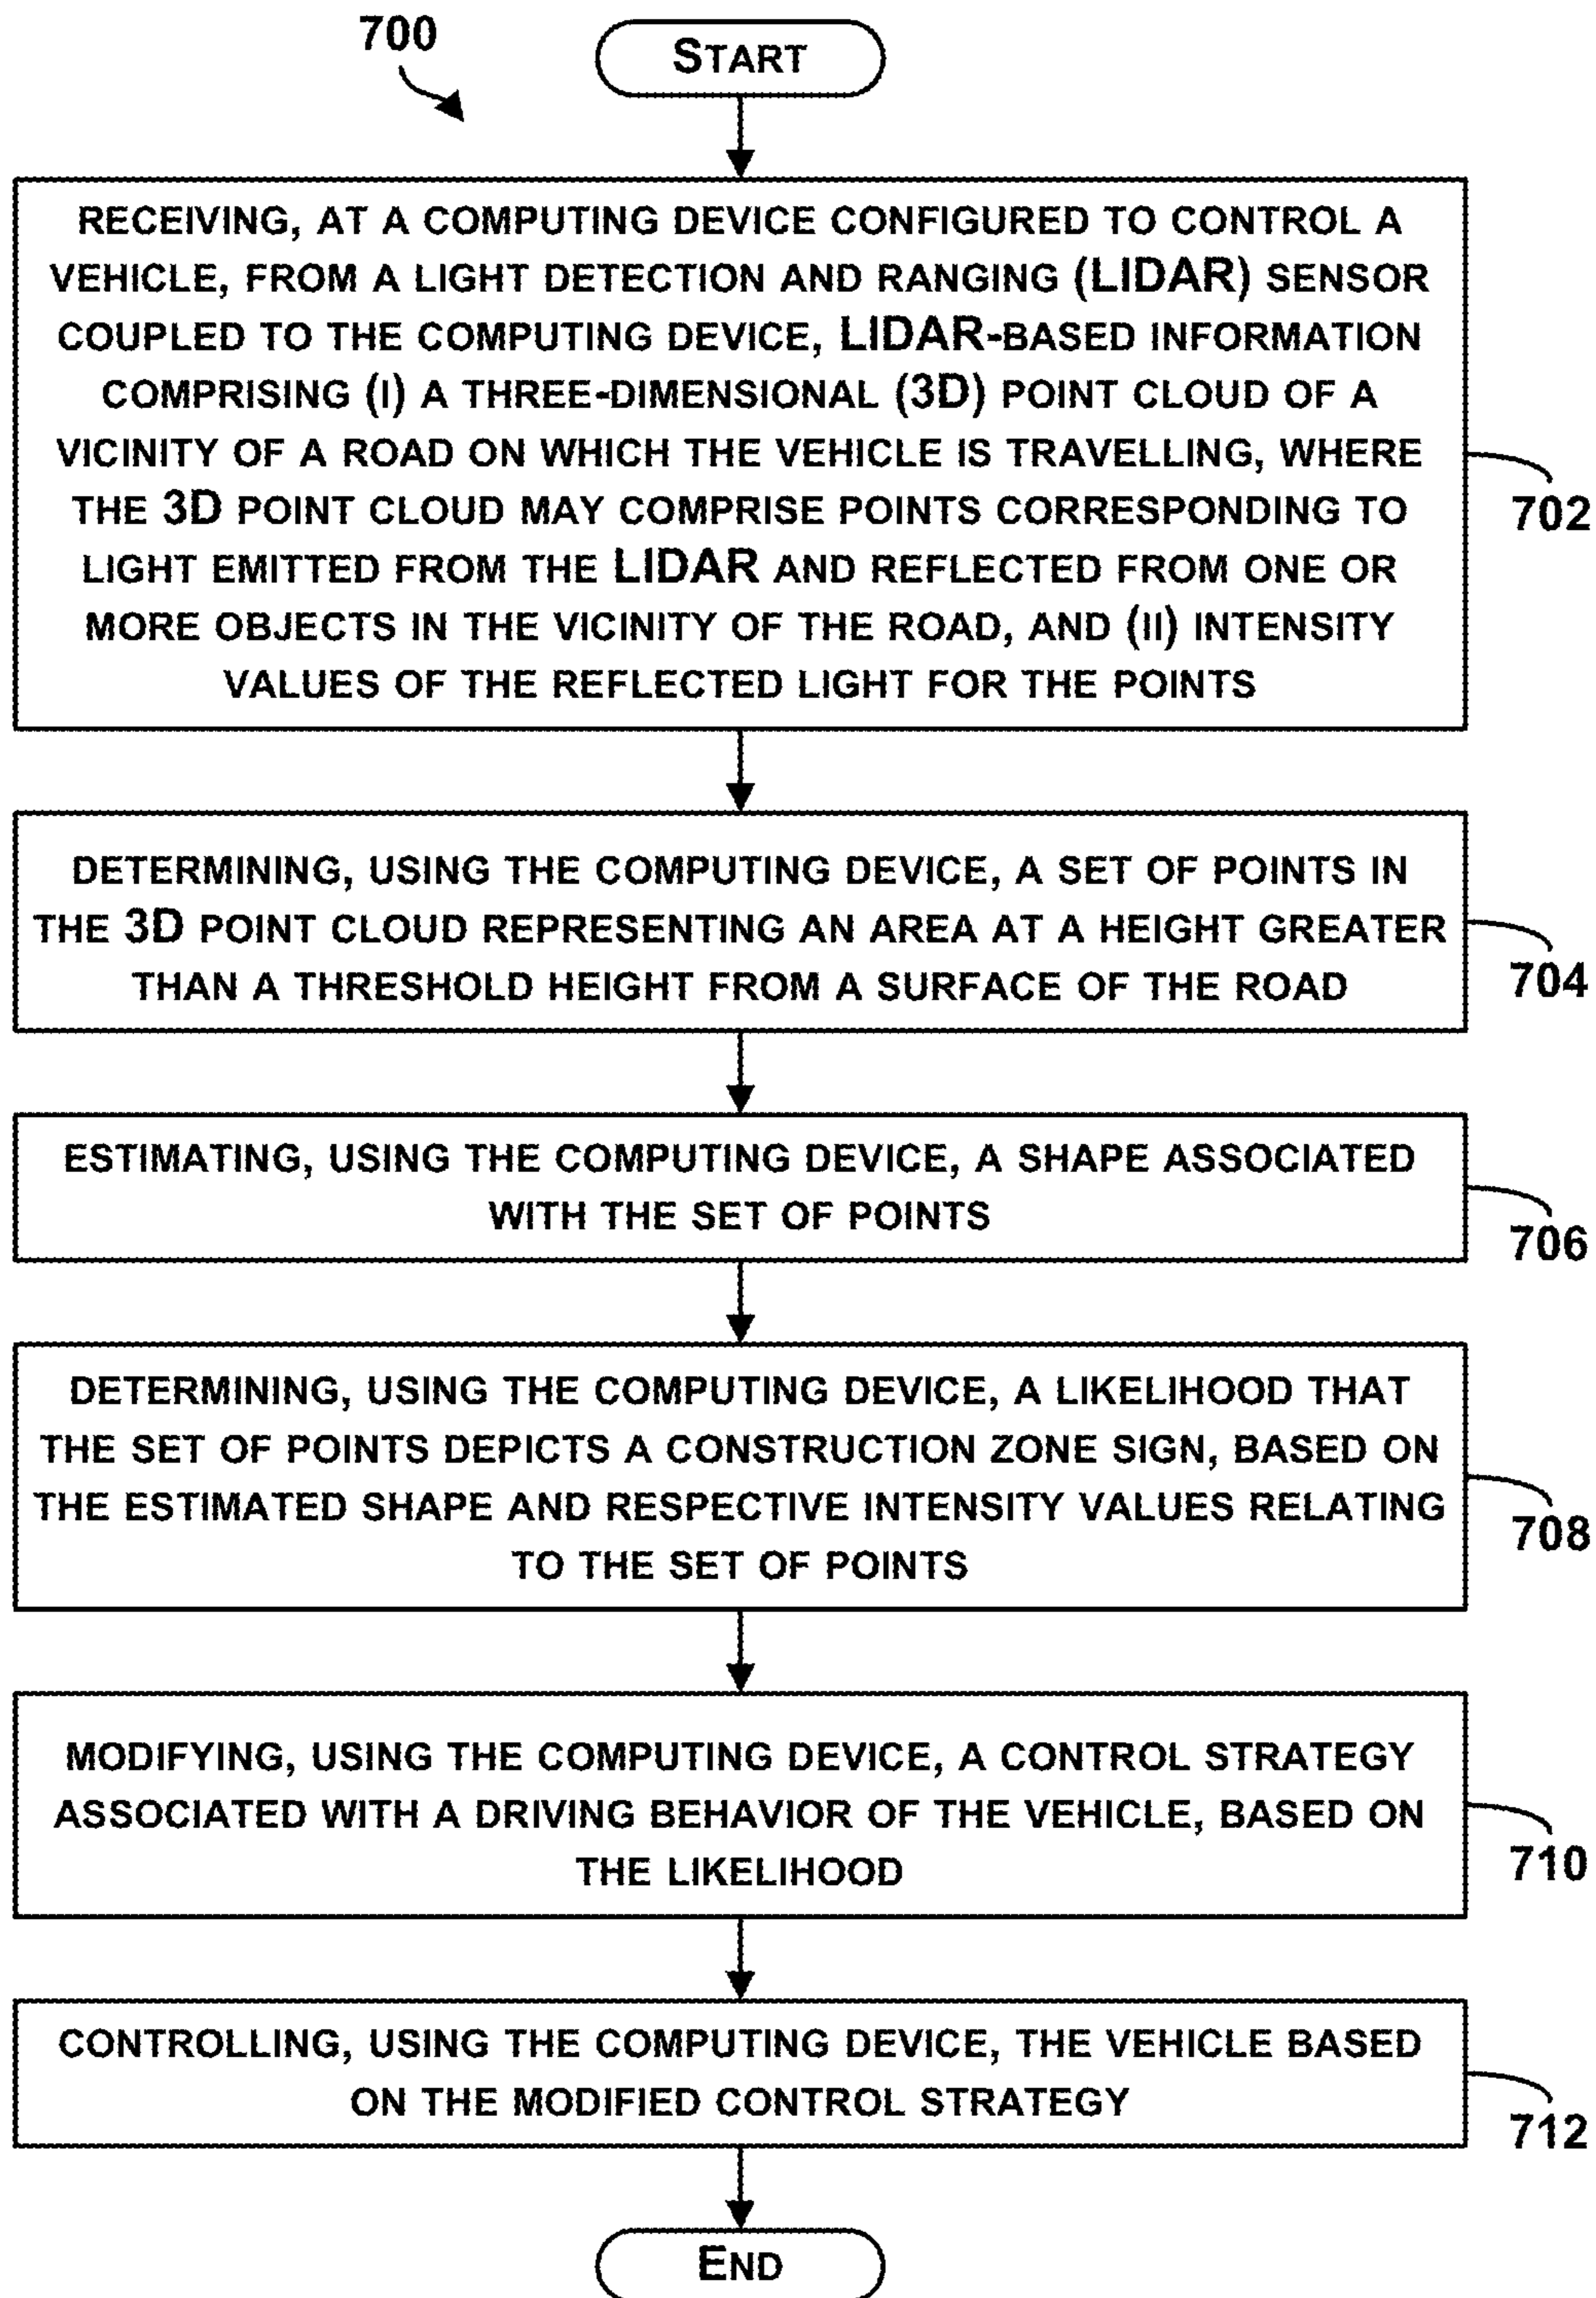 700
START
RECEIVING, AT A COMPUTING DEVICE CONFIGURED TO CONTROL A
VEHICLE, FROM A LIGHT DETECTION AND RANGING (LIDAR) SENSOR
COUPLED TO THE COMPUTING DEVICE, LIDAR-BASED INFORMATION
COMPRISING (I) A THREE-DIMENSIONAL (3D) POINT CLOUD OF A
VICINITY OF A ROAD ON WHICH THE VEHICLE IS TRAVELLING, WHERE
THE 3D POINT CLOUD MAY COMPRISE POINTS CORRESPONDING TO
LIGHT EMITTED FROM THE LIDAR AND REFLECTED FROM ONE OR
MORE OBJECTS IN THE VICINITY OF THE ROAD, AND (II) INTENSITY
VALUES OF THE REFLECTED LIGHT FOR THE POINTS
702
DETERMINING, USING THE COMPUTING DEVICE, A SET OF POINTS IN
THE 3D POINT CLOUD REPRESENTING AN AREA AT A HEIGHT GREATER
THAN A THRESHOLD HEIGHT FROM A SURFACE OF THE ROAD
704
ESTIMATING, USING THE COMPUTING DEVICE, A SHAPE ASSOCIATED
WITH THE SET OF POINTS
706
DETERMINING, USING THE COMPUTING DEVICE, A LIKELIHOOD THAT
THE SET OF POINTS DEPICTS A CONSTRUCTION ZONE SIGN, BASED ON
THE ESTIMATED SHAPE AND RESPECTIVE INTENSITY VALUES RELATING
TO THE SET OF POINTS
708
MODIFYING, USING THE COMPUTING DEVICE, A CONTROL STRATEGY
ASSOCIATED WITH A DRIVING BEHAVIOR OF THE VEHICLE, BASED ON
THE LIKELIHOOD
710
CONTROLLING, USING THE COMPUTING DEVICE, THE VEHICLE BASED
ON THE MODIFIED CONTROL STRATEGY
712
END